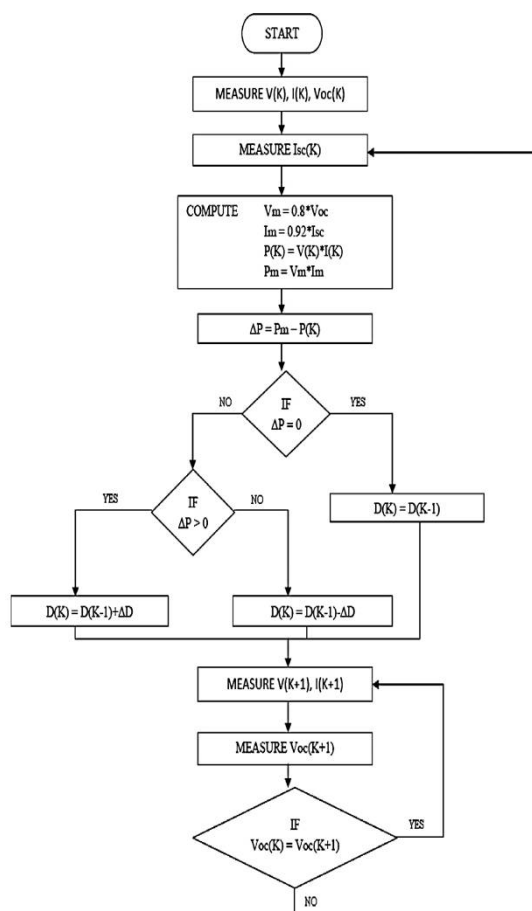 START
MEASURE V(K), I(K), Voc(K)
MEASURE Isc(K)
COMPUTE Vm = 0.8*Voc
Im = 0.92*Isc
P(K) = V(K)*I(K)
Pm = Vm*Im
ΔP = Pm – P(K)
IF
ΔP = 0
NO
YES
IF
ΔP > 0
YES
NO
D(K) = D(K-1)
D(K) = D(K-1)+ΔD
D(K) = D(K-1)-ΔD
MEASURE V(K+1), I(K+1)
MEASURE Voc(K+1)
IF
Voc(K) = Voc(K+1)
YES
NO